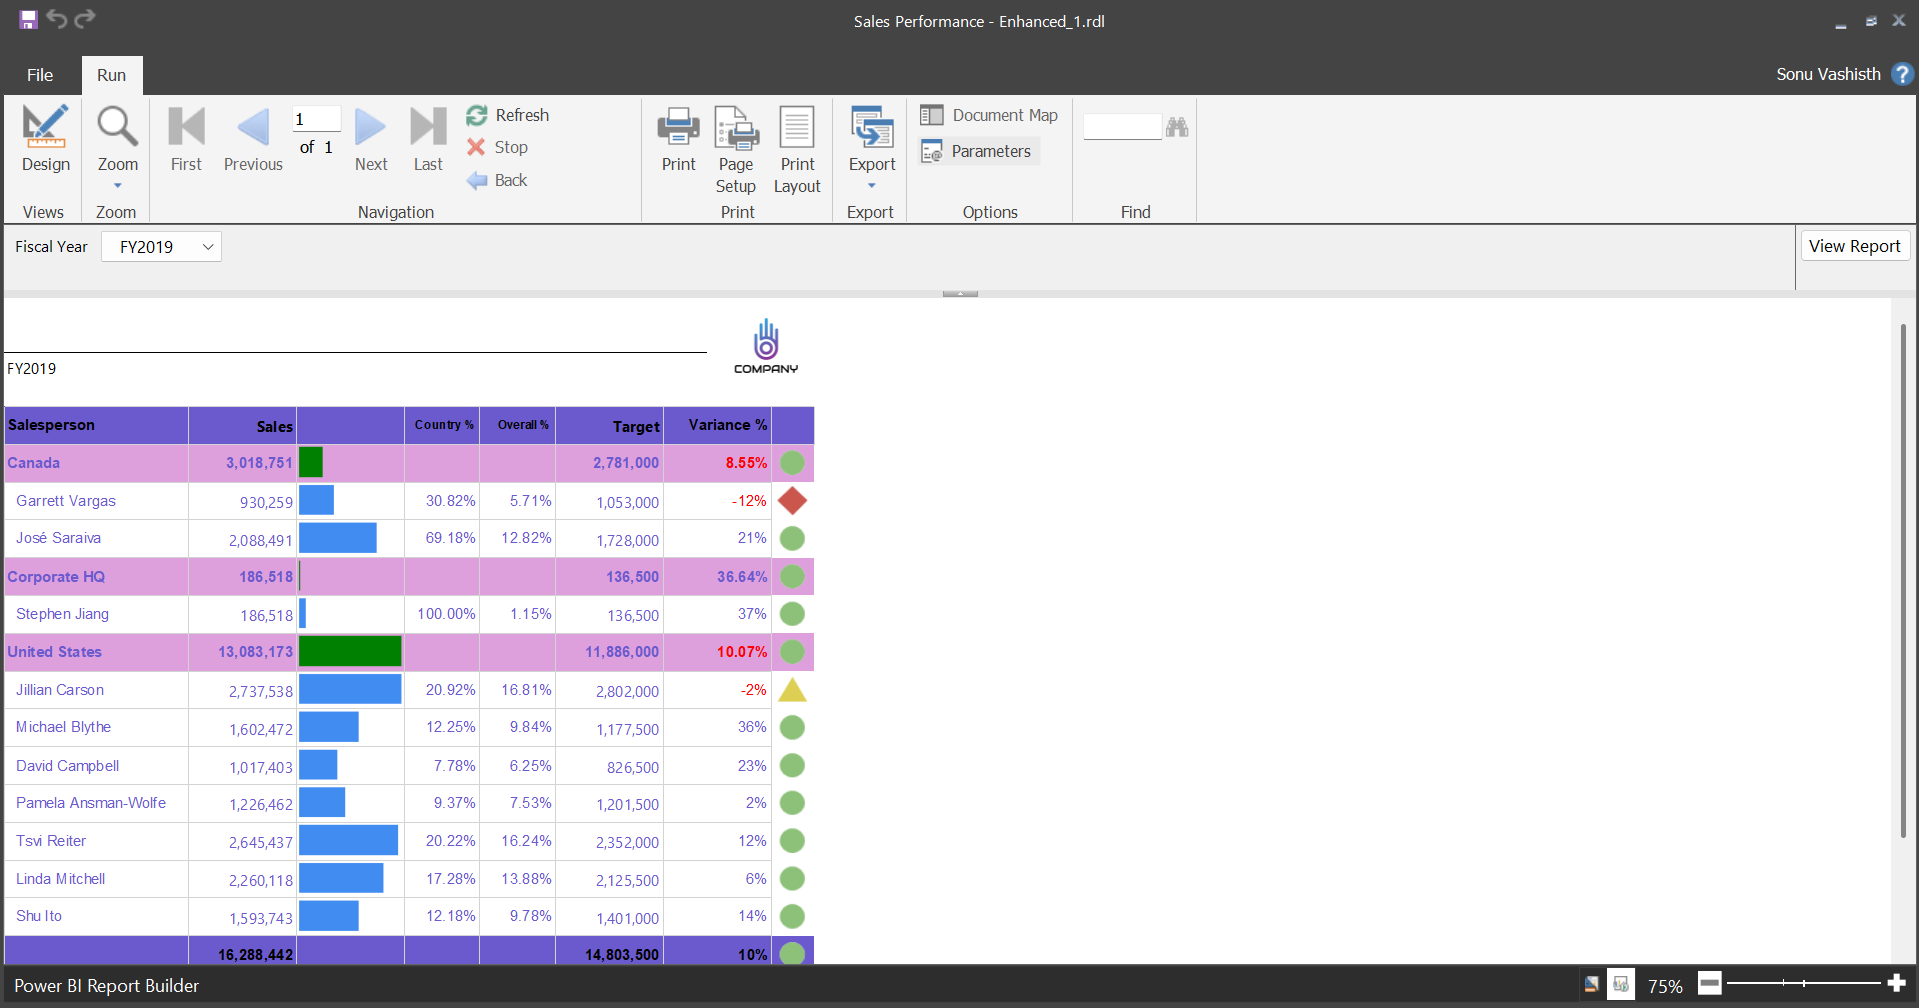 Sales Performance - Enhanced_1.rdl
File Run Sonu Vashisth ?
Design Zoom First Previous 1 of 1 Next Last Refresh Stop Back Print Page Setup Print Layout Export Document Map Parameters
Views Zoom Navigation Print Export Options Find
Fiscal Year FY2019 View Report
COMPANY
FY2019
Salesperson Sales Country % Overall % Target Variance %
Canada 3,018,751 2,781,000 8.55%
Garrett Vargas 930,259 30.82% 5.71% 1,053,000 -12%
José Saraiva 2,088,491 69.18% 12.82% 1,728,000 21%
Corporate HQ 186,518 136,500 36.64%
Stephen Jiang 186,518 100.00% 1.15% 136,500 37%
United States 13,083,173 11,886,000 10.07%
Jillian Carson 2,737,538 20.92% 16.81% 2,802,000 -2%
Michael Blythe 1,602,472 12.25% 9.84% 1,177,500 36%
David Campbell 1,017,403 7.78% 6.25% 826,500 23%
Pamela Ansman-Wolfe 1,226,462 9.37% 7.53% 1,201,500 2%
Tsvi Reiter 2,645,437 20.22% 16.24% 2,352,000 12%
Linda Mitchell 2,260,118 17.28% 13.88% 2,125,500 6%
Shu Ito 1,593,743 12.18% 9.78% 1,401,000 14%
16,288,442 14,803,500 10%
Power BI Report Builder 75%